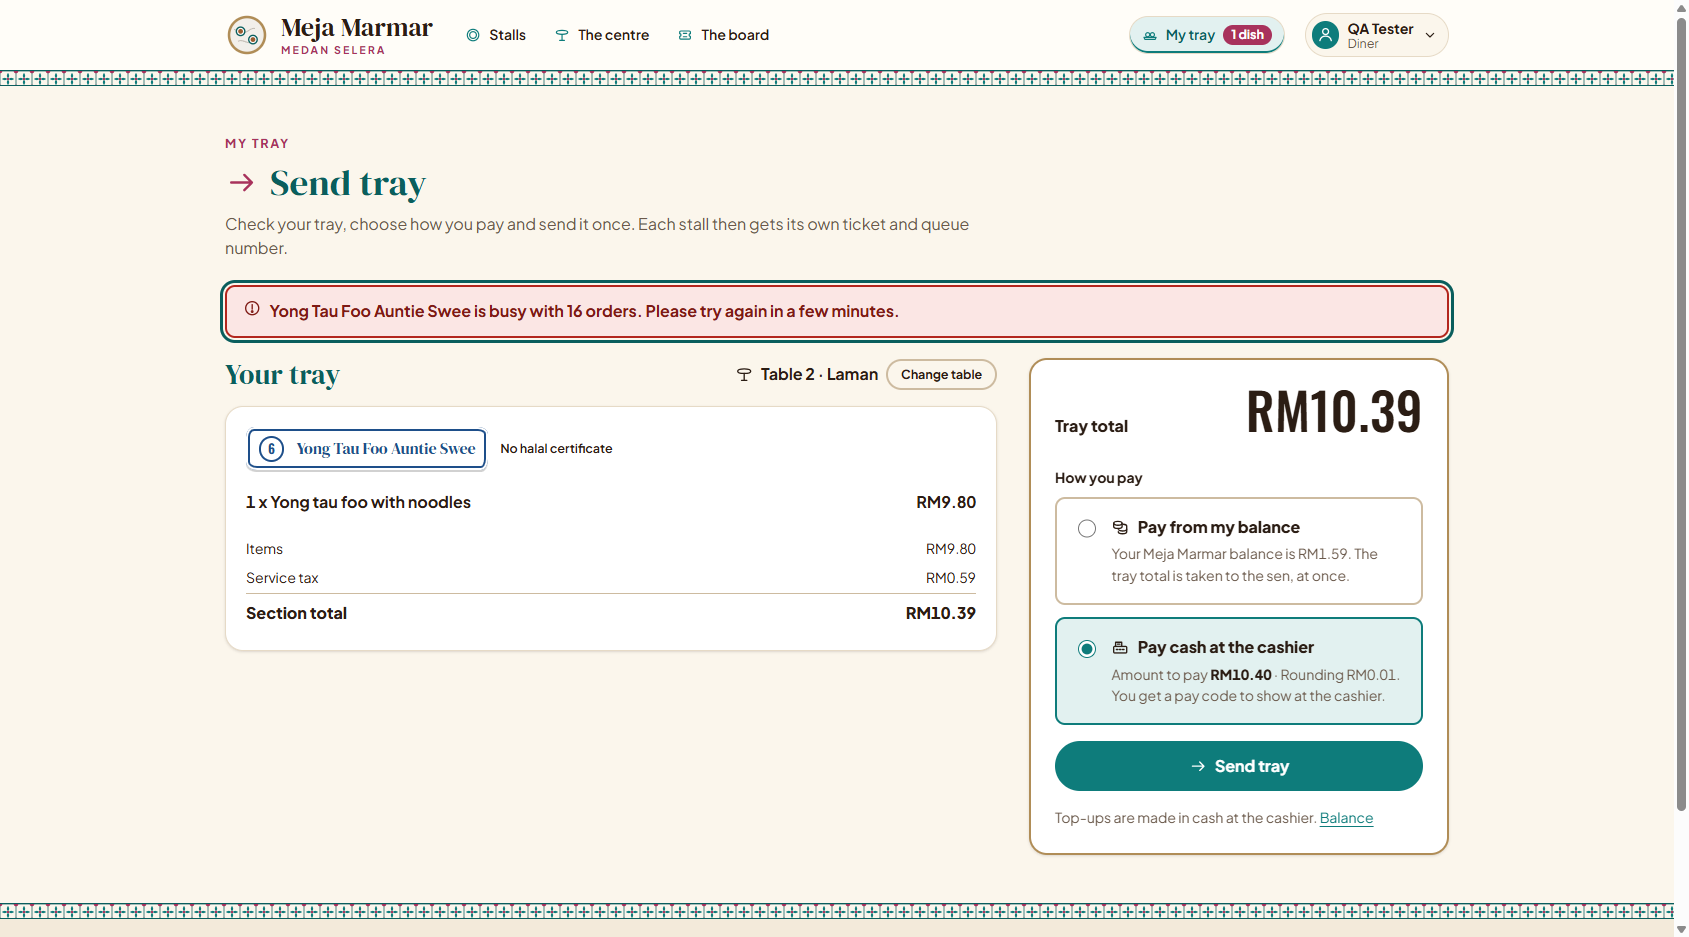 Meja Marmar
MEDAN SELERA
Stalls
The centre
The board
My tray
1 dish
QA Tester
Diner
MY TRAY
Send tray
Check your tray, choose how you pay and send it once. Each stall then gets its own ticket and queue
number.
Yong Tau Foo Auntie Swee is busy with 16 orders. Please try again in a few minutes.
Your tray
Table 2 · Laman
Change table
6
Yong Tau Foo Auntie Swee
No halal certificate
1 x Yong tau foo with noodles RM9.80
Items RM9.80
Service tax RM0.59
Section total RM10.39
Tray total RM10.39
How you pay
Pay from my balance
Your Meja Marmar balance is RM1.59. The
tray total is taken to the sen, at once.
Pay cash at the cashier
Amount to pay RM10.40 · Rounding RM0.01.
You get a pay code to show at the cashier.
Send tray
Top-ups are made in cash at the cashier. Balance